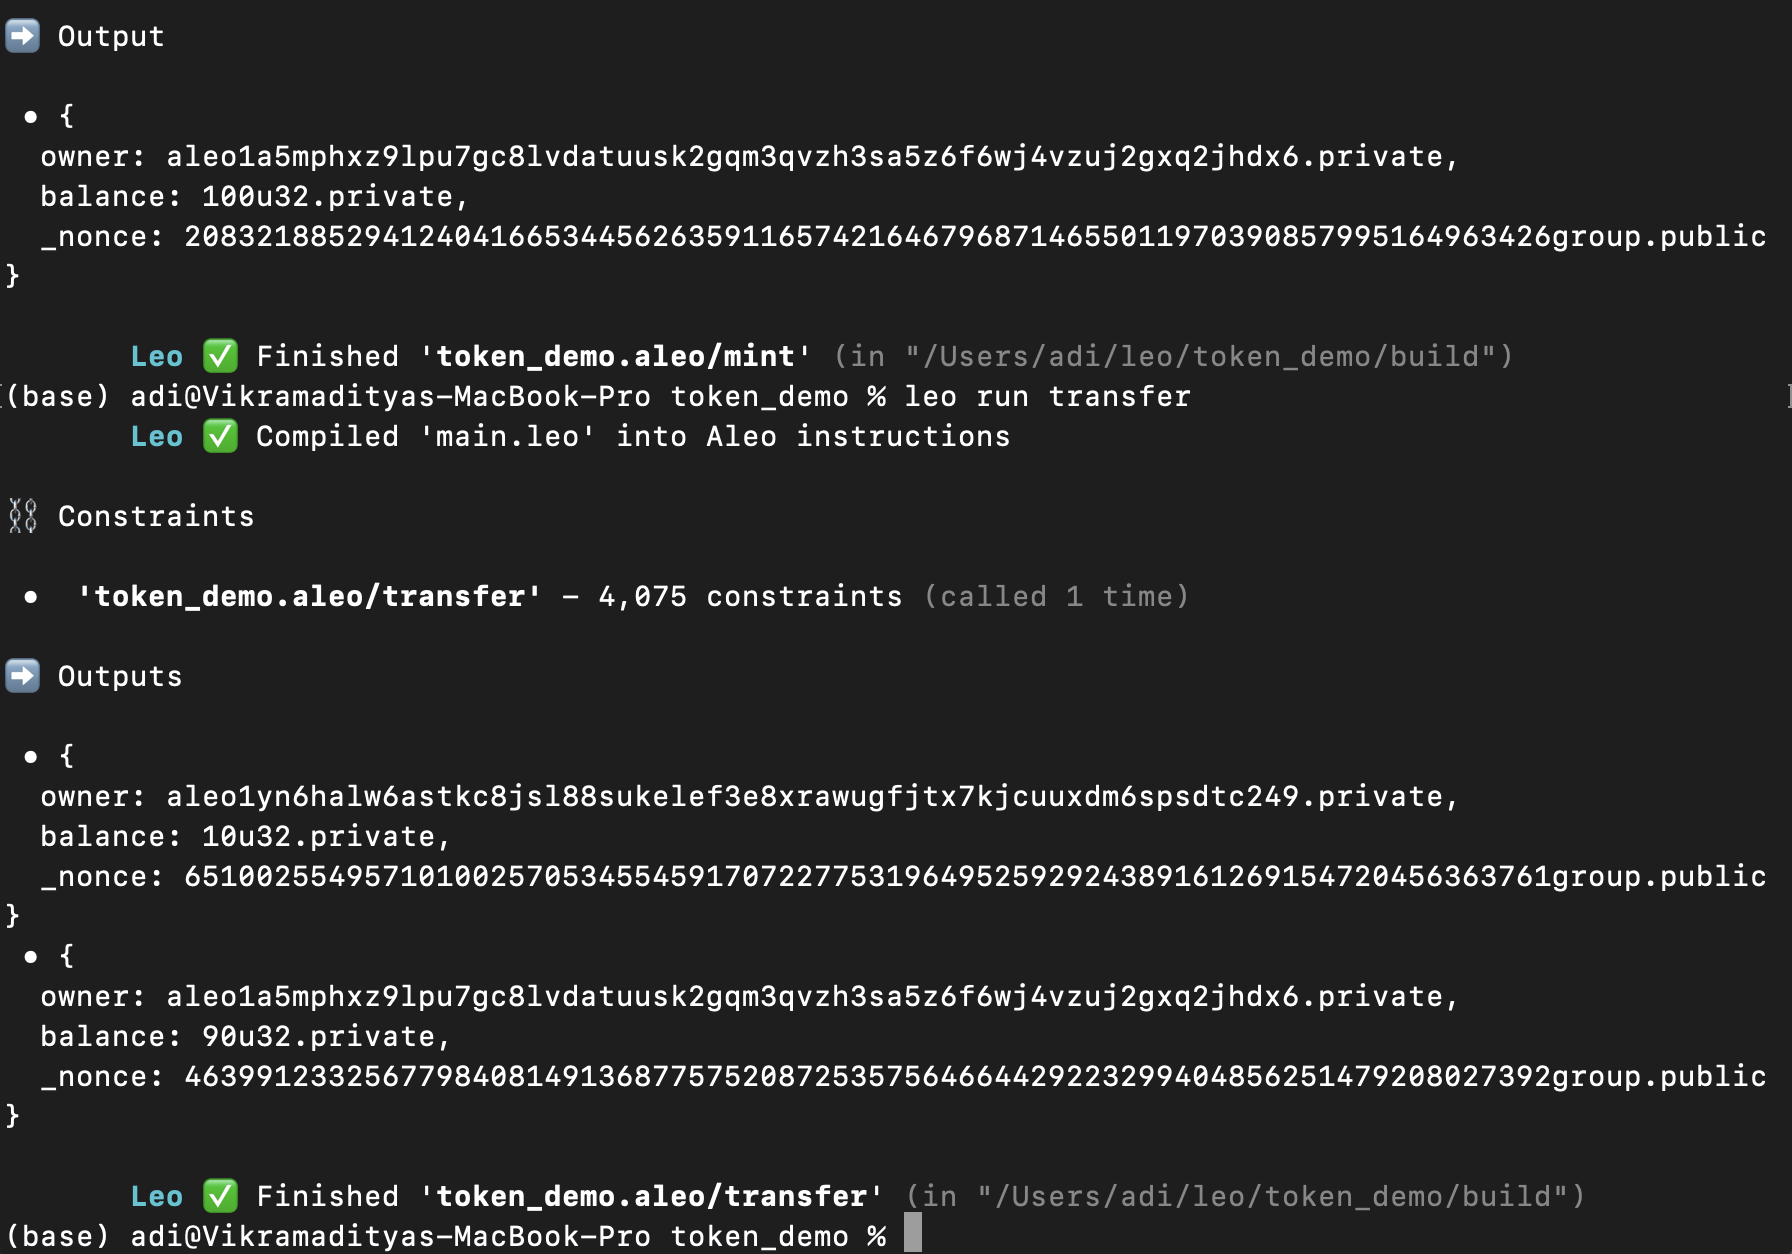 ➡️ Output
• {
owner: aleo1a5mphxz9lpu7gc8lvdatuusk2gqm3qvzh3sa5z6f6wj4vzuj2gxq2jhdx6.private,
balance: 100u32.private,
_nonce: 2083218852941240416653445626359116574216467968714655011970390857995164963426group.public
}
Leo ✅ Finished 'token_demo.aleo/mint' (in "/Users/adi/leo/token_demo/build")
(base) adi@Vikramadityas-MacBook-Pro token_demo % leo run transfer
Leo ✅ Compiled 'main.leo' into Aleo instructions
⛓ Constraints
• 'token_demo.aleo/transfer' - 4,075 constraints (called 1 time)
➡️ Outputs
• {
owner: aleo1yn6halw6astkc8jsl88sukelef3e8xrawugfjtx7kjcuuxdm6spsdtc249.private,
balance: 10u32.private,
_nonce: 6510025549571010025705345545917072277531964952592924389161269154720456363761group.public
}
• {
owner: aleo1a5mphxz9lpu7gc8lvdatuusk2gqm3qvzh3sa5z6f6wj4vzuj2gxq2jhdx6.private,
balance: 90u32.private,
_nonce: 4639912332567798408149136877575208725357564664429223299404856251479208027392group.public
}
Leo ✅ Finished 'token_demo.aleo/transfer' (in "/Users/adi/leo/token_demo/build")
(base) adi@Vikramadityas-MacBook-Pro token_demo %